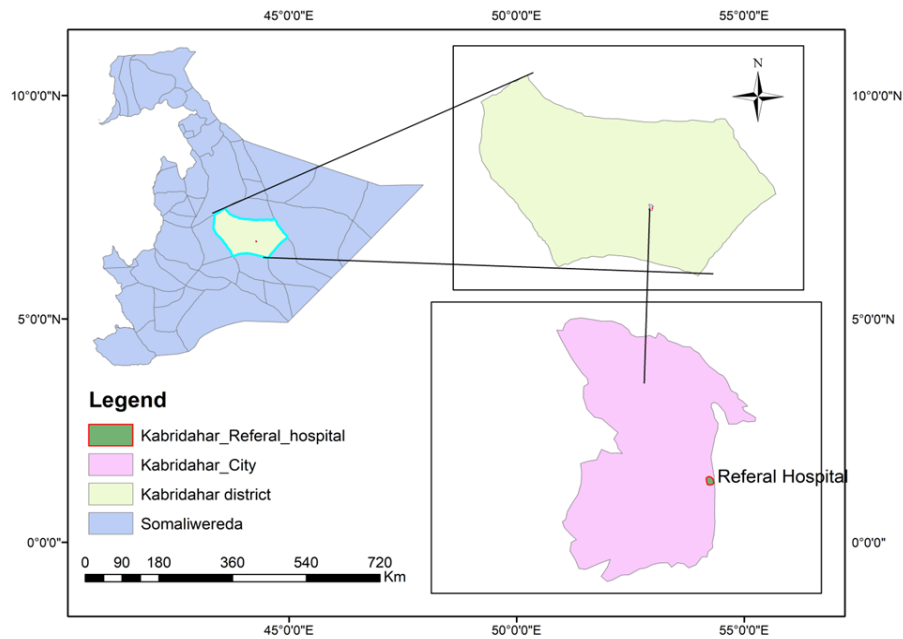 45°0'0"E 50°0'0"E 55°0'0"E
10°0'0"N 10°0'0"N
N
5°0'0"N 5°0'0"N
Legend
Kabridahar_Referal_hospital
Kabridahar_City
Kabridahar district
Somaliwereda
Referal Hospital
0°0'0" 0°0'0"
0 90 180 360 540 720
Km
45°0'0"E 50°0'0"E 55°0'0"E